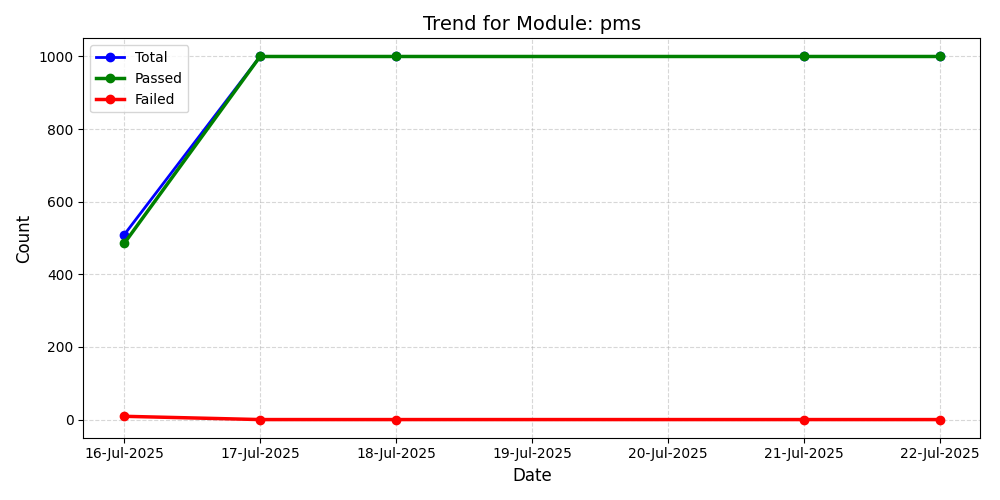 Trend for Module: pms
Total
Passed
Failed
Count
1000
800
600
400
200
0
16-Jul-2025 17-Jul-2025 18-Jul-2025 19-Jul-2025 20-Jul-2025 21-Jul-2025 22-Jul-2025
Date